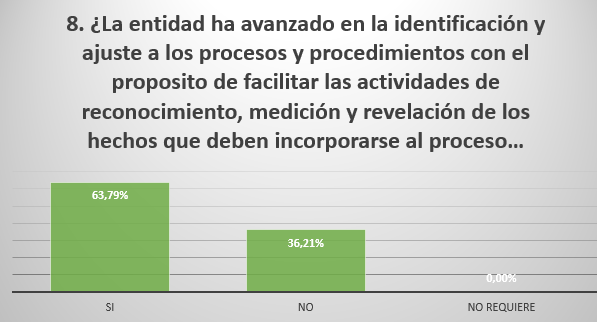 8. ¿La entidad ha avanzado en la identificación y
ajuste a los procesos y procedimientos con el
proposito de facilitar las actividades de
reconocimiento, medición y revelación de los
hechos que deben incorporarse al proceso...
63,79%
36,21%
0,00%
SI
NO
NO REQUIERE